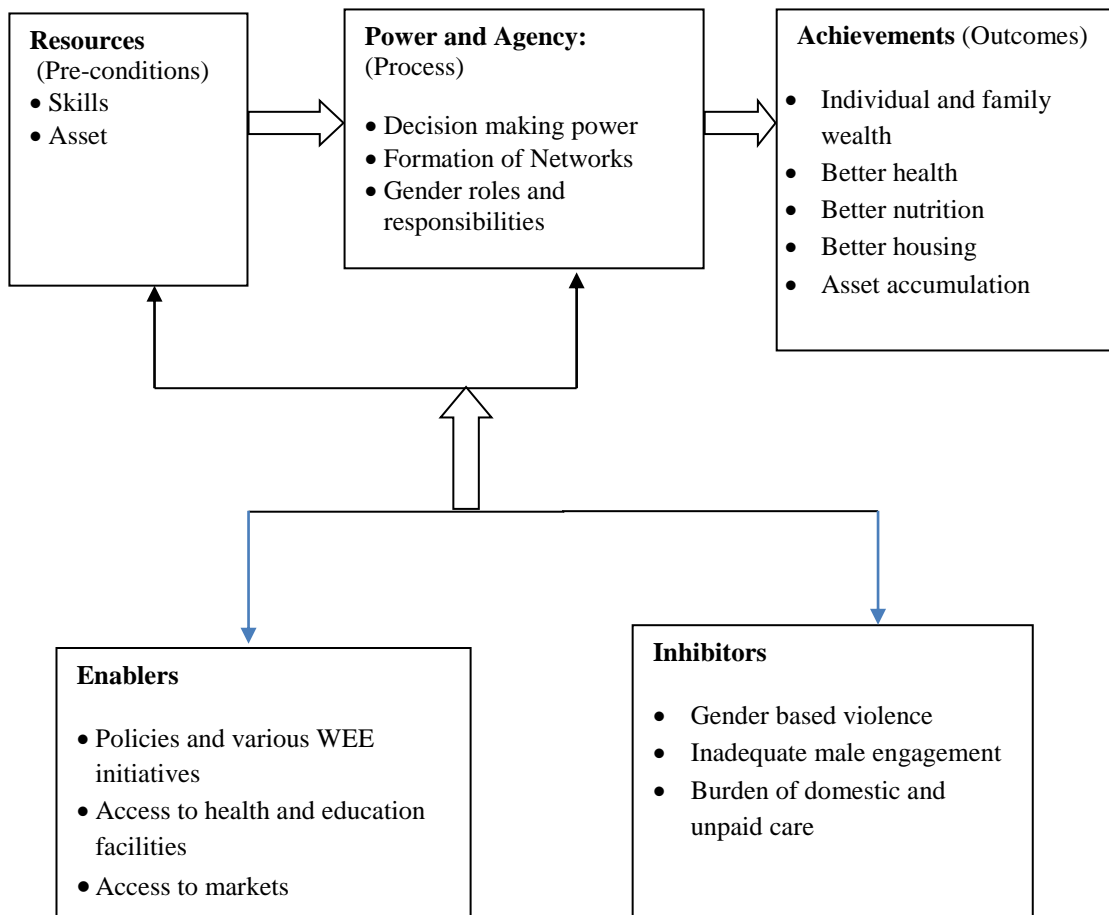 Resources
(Pre-conditions)
• Skills
• Asset
Power and Agency:
(Process)
• Decision making power
• Formation of Networks
• Gender roles and
responsibilities
Achievements (Outcomes)
• Individual and family
wealth
• Better health
• Better nutrition
• Better housing
• Asset accumulation
Enablers
• Policies and various WEE
initiatives
• Access to health and education
facilities
• Access to markets
Inhibitors
• Gender based violence
• Inadequate male engagement
• Burden of domestic and
unpaid care